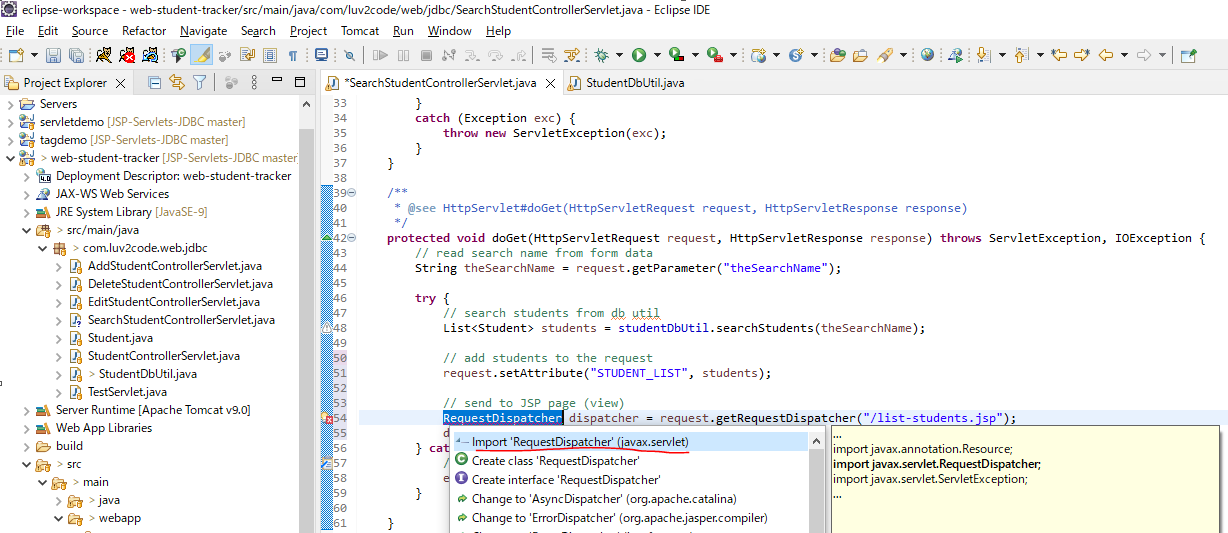 eclipse-workspace - web-student-tracker/src/main/java/com/luv2code/web/jdbc/SearchStudentControllerServlet.java - Eclipse IDE
File Edit Source Refactor Navigate Search Project Tomcat Run Window Help
Project Explorer
*SearchStudentControllerServlet.java
StudentDbUtil.java
Servers
servletdemo [JSP-Servlets-JDBC master]
tagdemo [JSP-Servlets-JDBC master]
> web-student-tracker [JSP-Servlets-JDBC master]
Deployment Descriptor: web-student-tracker
JAX-WS Web Services
JRE System Library [JavaSE-9]
> src/main/java
> com.luv2code.web.jdbc
AddStudentControllerServlet.java
DeleteStudentControllerServlet.java
EditStudentControllerServlet.java
SearchStudentControllerServlet.java
Student.java
StudentControllerServlet.java
> StudentDbUtil.java
TestServlet.java
Server Runtime [Apache Tomcat v9.0]
Web App Libraries
build
> src
> main
> java
> webapp
33 }
34 catch (Exception exc) {
35 throw new ServletException(exc);
36 }
37 }
38
39 /**
40 * @see HttpServlet#doGet(HttpServletRequest request, HttpServletResponse response)
41 */
42 protected void doGet(HttpServletRequest request, HttpServletResponse response) throws ServletException, IOException {
43 // read search name from form data
44 String theSearchName = request.getParameter("theSearchName");
45
46 try {
47 // search students from db util
48 List<Student> students = studentDbUtil.searchStudents(theSearchName);
49
50 // add students to the request
51 request.setAttribute("STUDENT_LIST", students);
52
53 // send to JSP page (view)
54 RequestDispatcher dispatcher = request.getRequestDispatcher("/list-students.jsp");
55 d
56 } cat
57 //
58 e
59 }
60
61 }
Import 'RequestDispatcher' (javax.servlet)
Create class 'RequestDispatcher'
Create interface 'RequestDispatcher'
Change to 'AsyncDispatcher' (org.apache.catalina)
Change to 'ErrorDispatcher' (org.apache.jasper.compiler)
...
import javax.annotation.Resource;
import javax.servlet.RequestDispatcher;
import javax.servlet.ServletException;
...